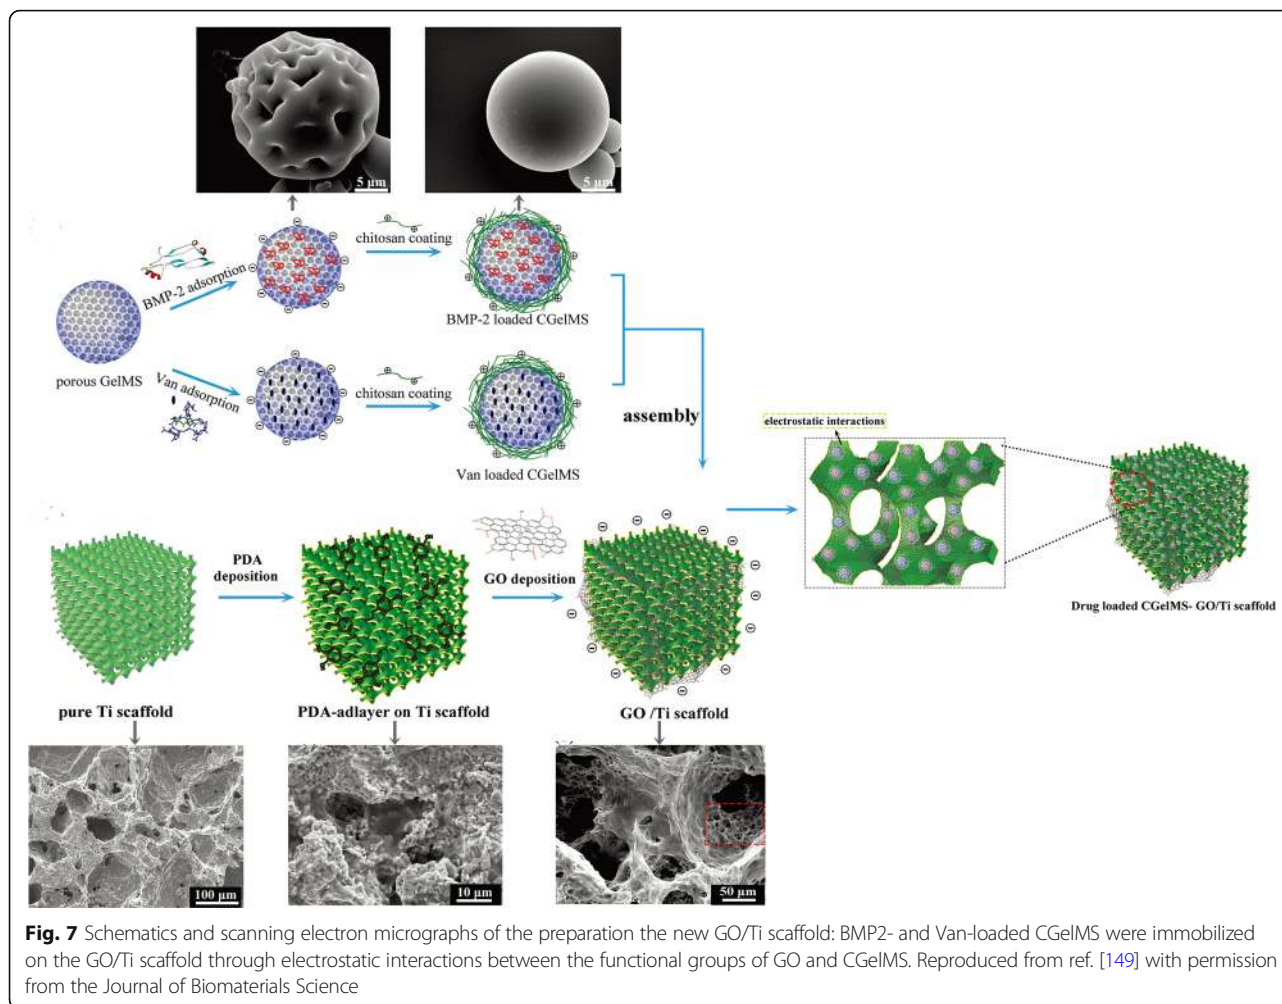 5 µm
5 µm
chitosan coating
BMP-2 adsorption
BMP-2 loaded CGelMS
porous GelMS
Van adsorption
chitosan coating
Van loaded CGelMS
assembly
electrostatic interactions
PDA
deposition
GO deposition
Drug loaded CGelMS- GO/Ti scaffold
pure Ti scaffold
PDA-adlayer on Ti scaffold
GO /Ti scaffold
100 µm
10 µm
50 µm
Fig. 7 Schematics and scanning electron micrographs of the preparation the new GO/Ti scaffold: BMP2- and Van-loaded CGelMS were immobilized
on the GO/Ti scaffold through electrostatic interactions between the functional groups of GO and CGelMS. Reproduced from ref. [149] with permission
from the Journal of Biomaterials Science